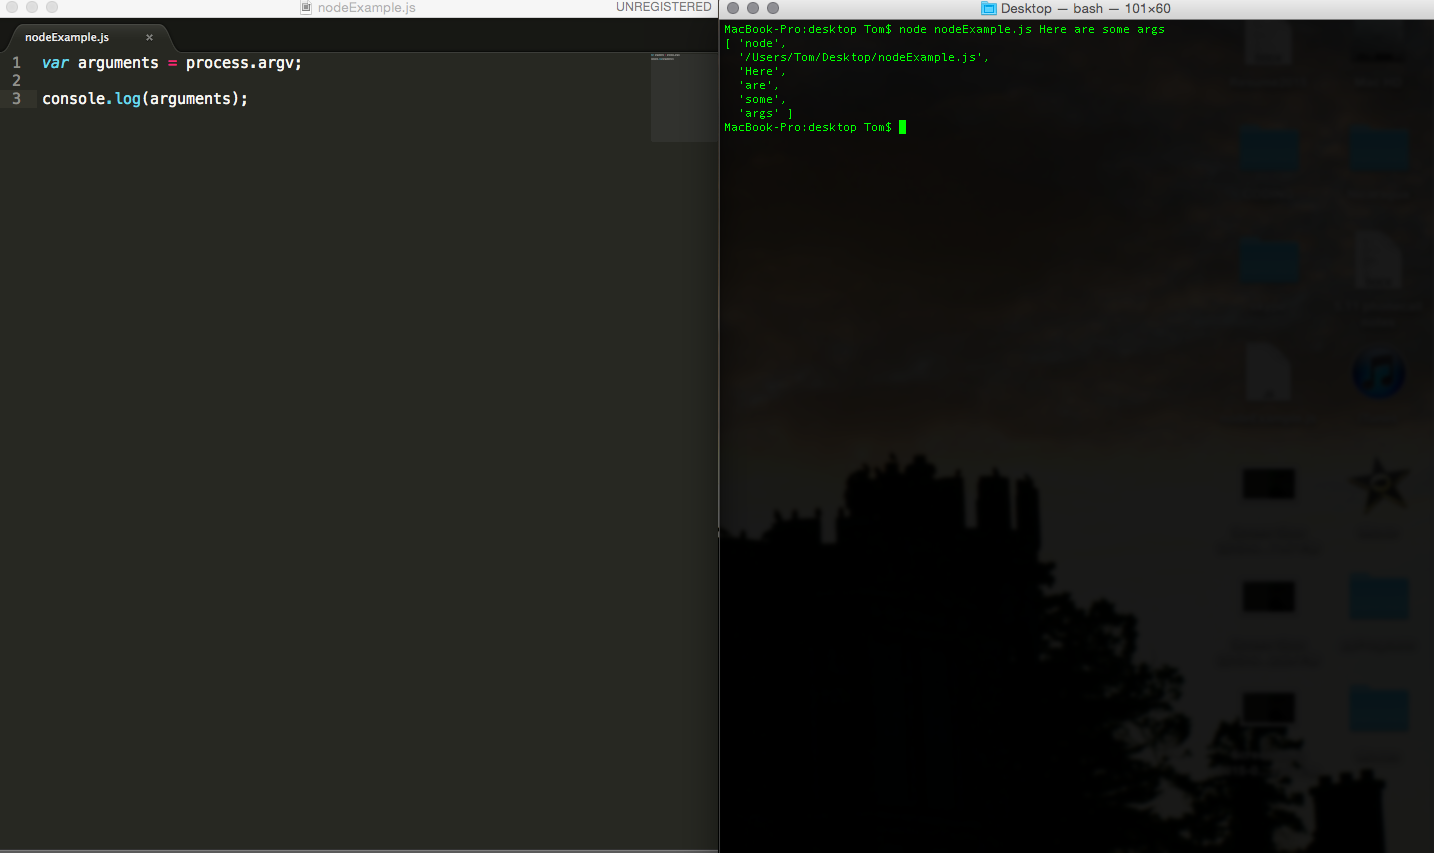 nodeExample.js
UNREGISTERED
nodeExample.js ×
1 var arguments = process.argv;
2
3 console.log(arguments);
Desktop — bash — 101×60
MacBook-Pro:desktop Tom$ node nodeExample.js Here are some args
[ 'node',
  '/Users/Tom/Desktop/nodeExample.js',
  'Here',
  'are',
  'some',
  'args' ]
MacBook-Pro:desktop Tom$